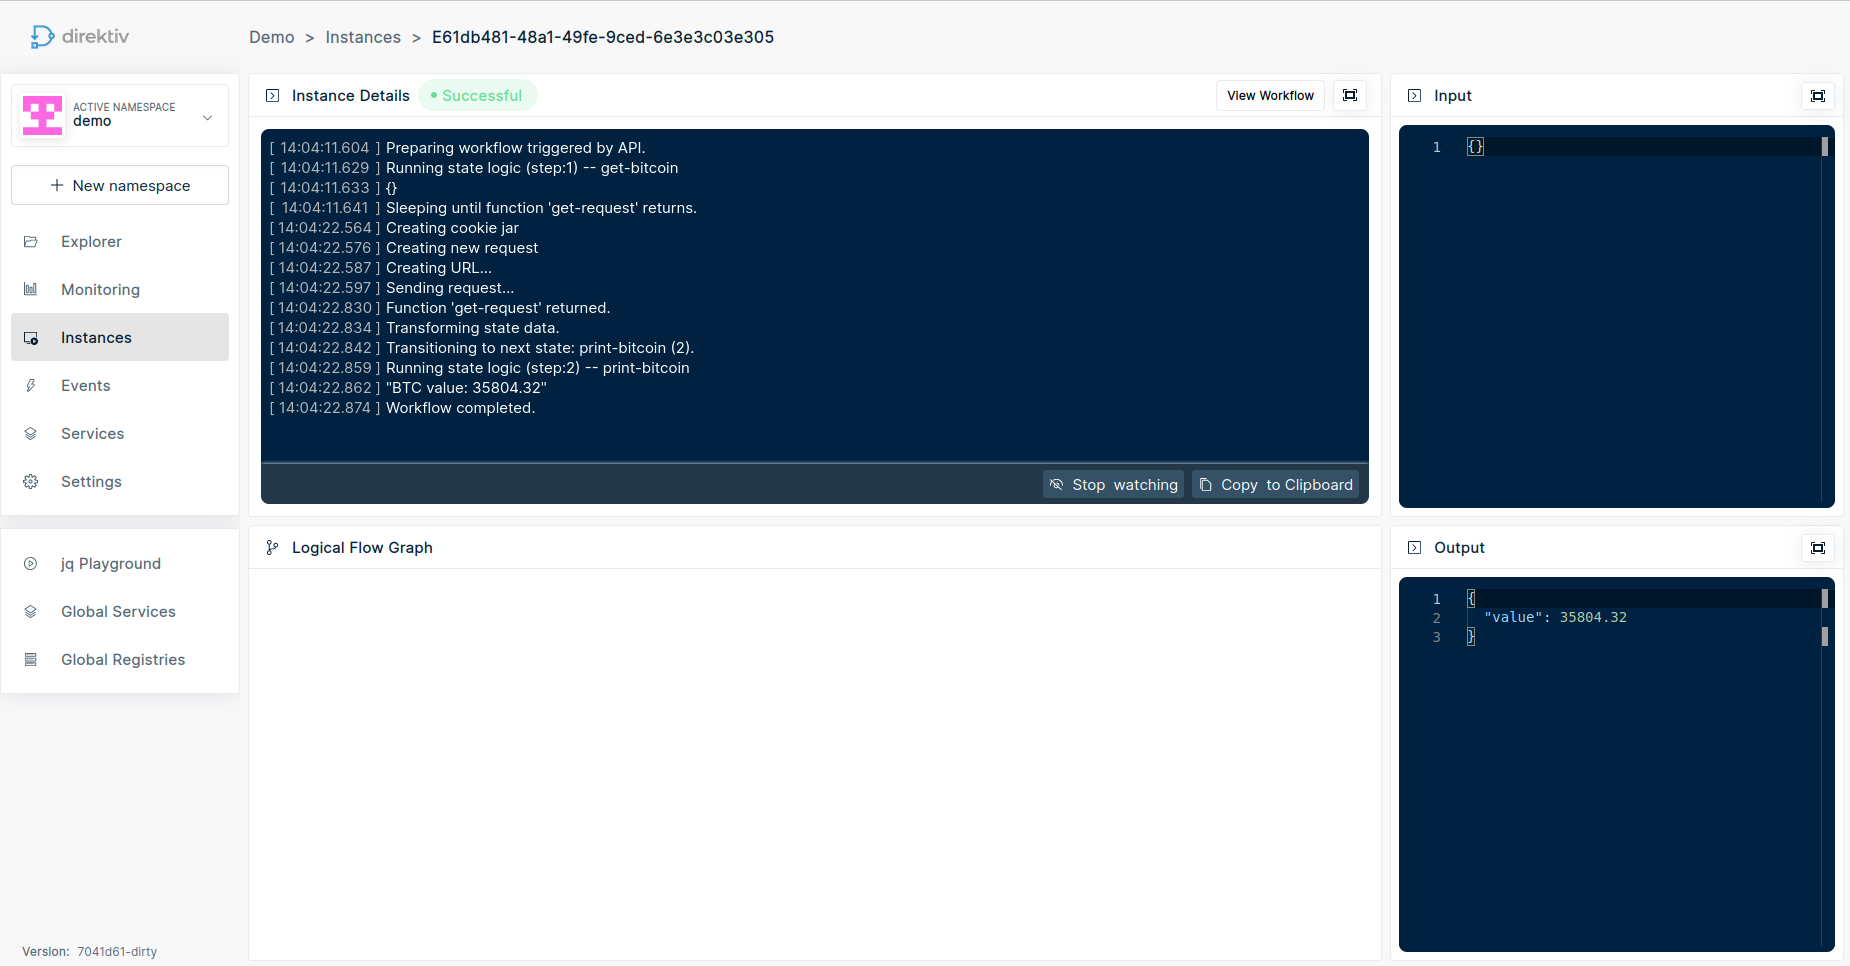 direktiv
Demo > Instances > E61db481-48a1-49fe-9ced-6e3e3c03e305
ACTIVE NAMESPACE
demo
New namespace
Explorer
Monitoring
Instances
Events
Services
Settings
jq Playground
Global Services
Global Registries
Version: 7041d61-dirty
Instance Details Successful View Workflow
[ 14:04:11.604 ] Preparing workflow triggered by API.
[ 14:04:11.629 ] Running state logic (step:1) -- get-bitcoin
[ 14:04:11.633 ] {}
[ 14:04:11.641 ] Sleeping until function 'get-request' returns.
[ 14:04:22.564 ] Creating cookie jar
[ 14:04:22.576 ] Creating new request
[ 14:04:22.587 ] Creating URL...
[ 14:04:22.597 ] Sending request...
[ 14:04:22.830 ] Function 'get-request' returned.
[ 14:04:22.834 ] Transforming state data.
[ 14:04:22.842 ] Transitioning to next state: print-bitcoin (2).
[ 14:04:22.859 ] Running state logic (step:2) -- print-bitcoin
[ 14:04:22.862 ] "BTC value: 35804.32"
[ 14:04:22.874 ] Workflow completed.
Stop watching Copy to Clipboard
Input
1 {}
Logical Flow Graph
Output
1 {
2 "value": 35804.32
3 }